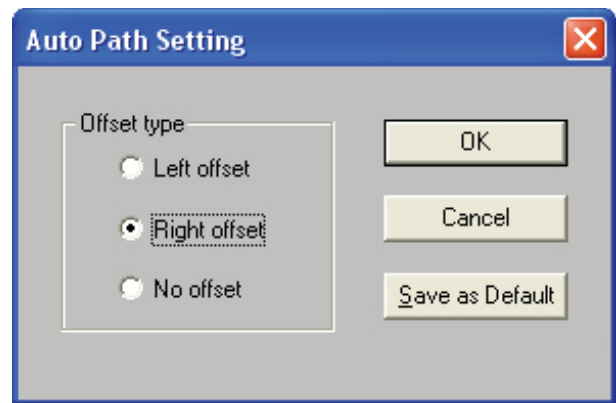 Auto Path Setting
Offset type
Left offset
Right offset
No offset
OK
Cancel
Save as Default